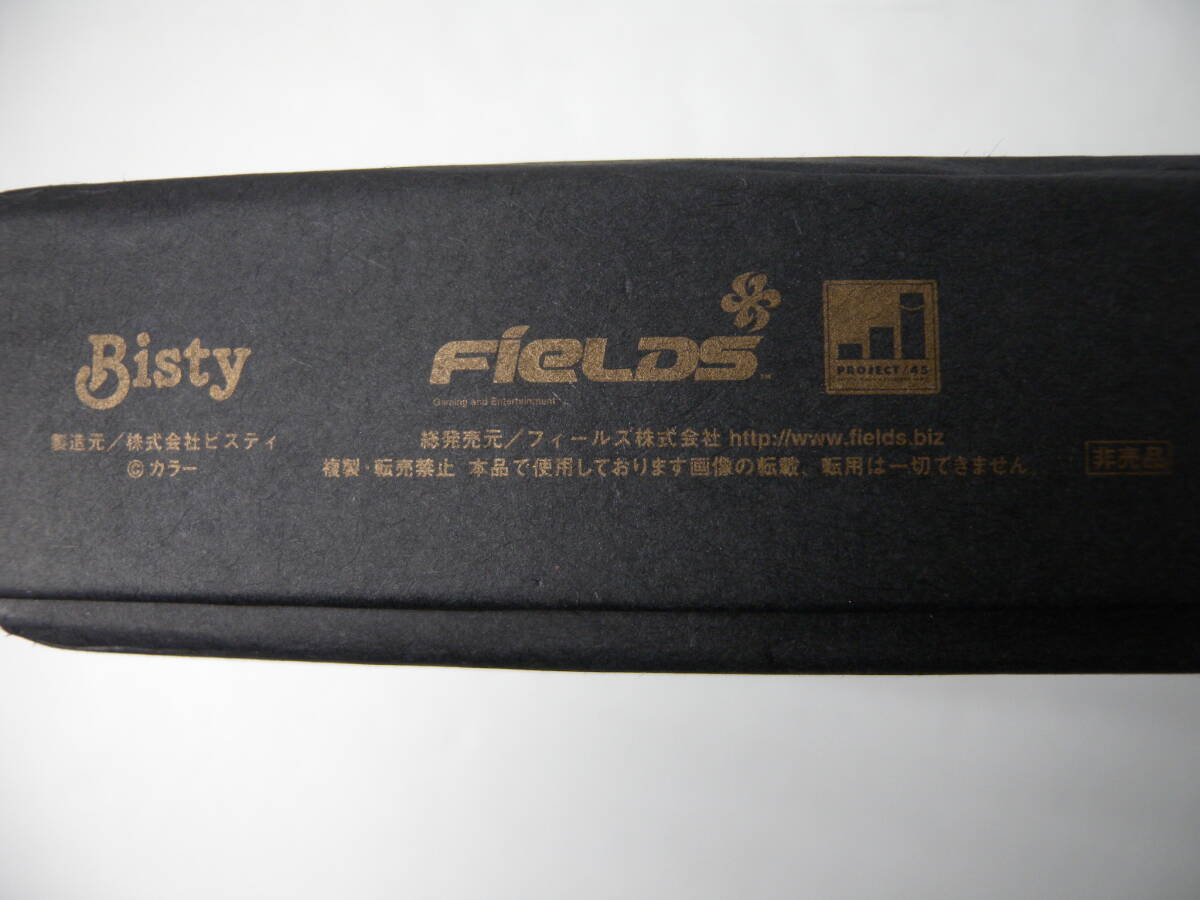 Bisty
製造元／株式会社ビスティ
©カラー
FIELDS™
Gaming and Entertainment
PROJECT / 45
総発売元／フィールズ株式会社 http://www.fields.biz
複製・転売禁止 本品で使用しております画像の転載、転用は一切できません
非売品